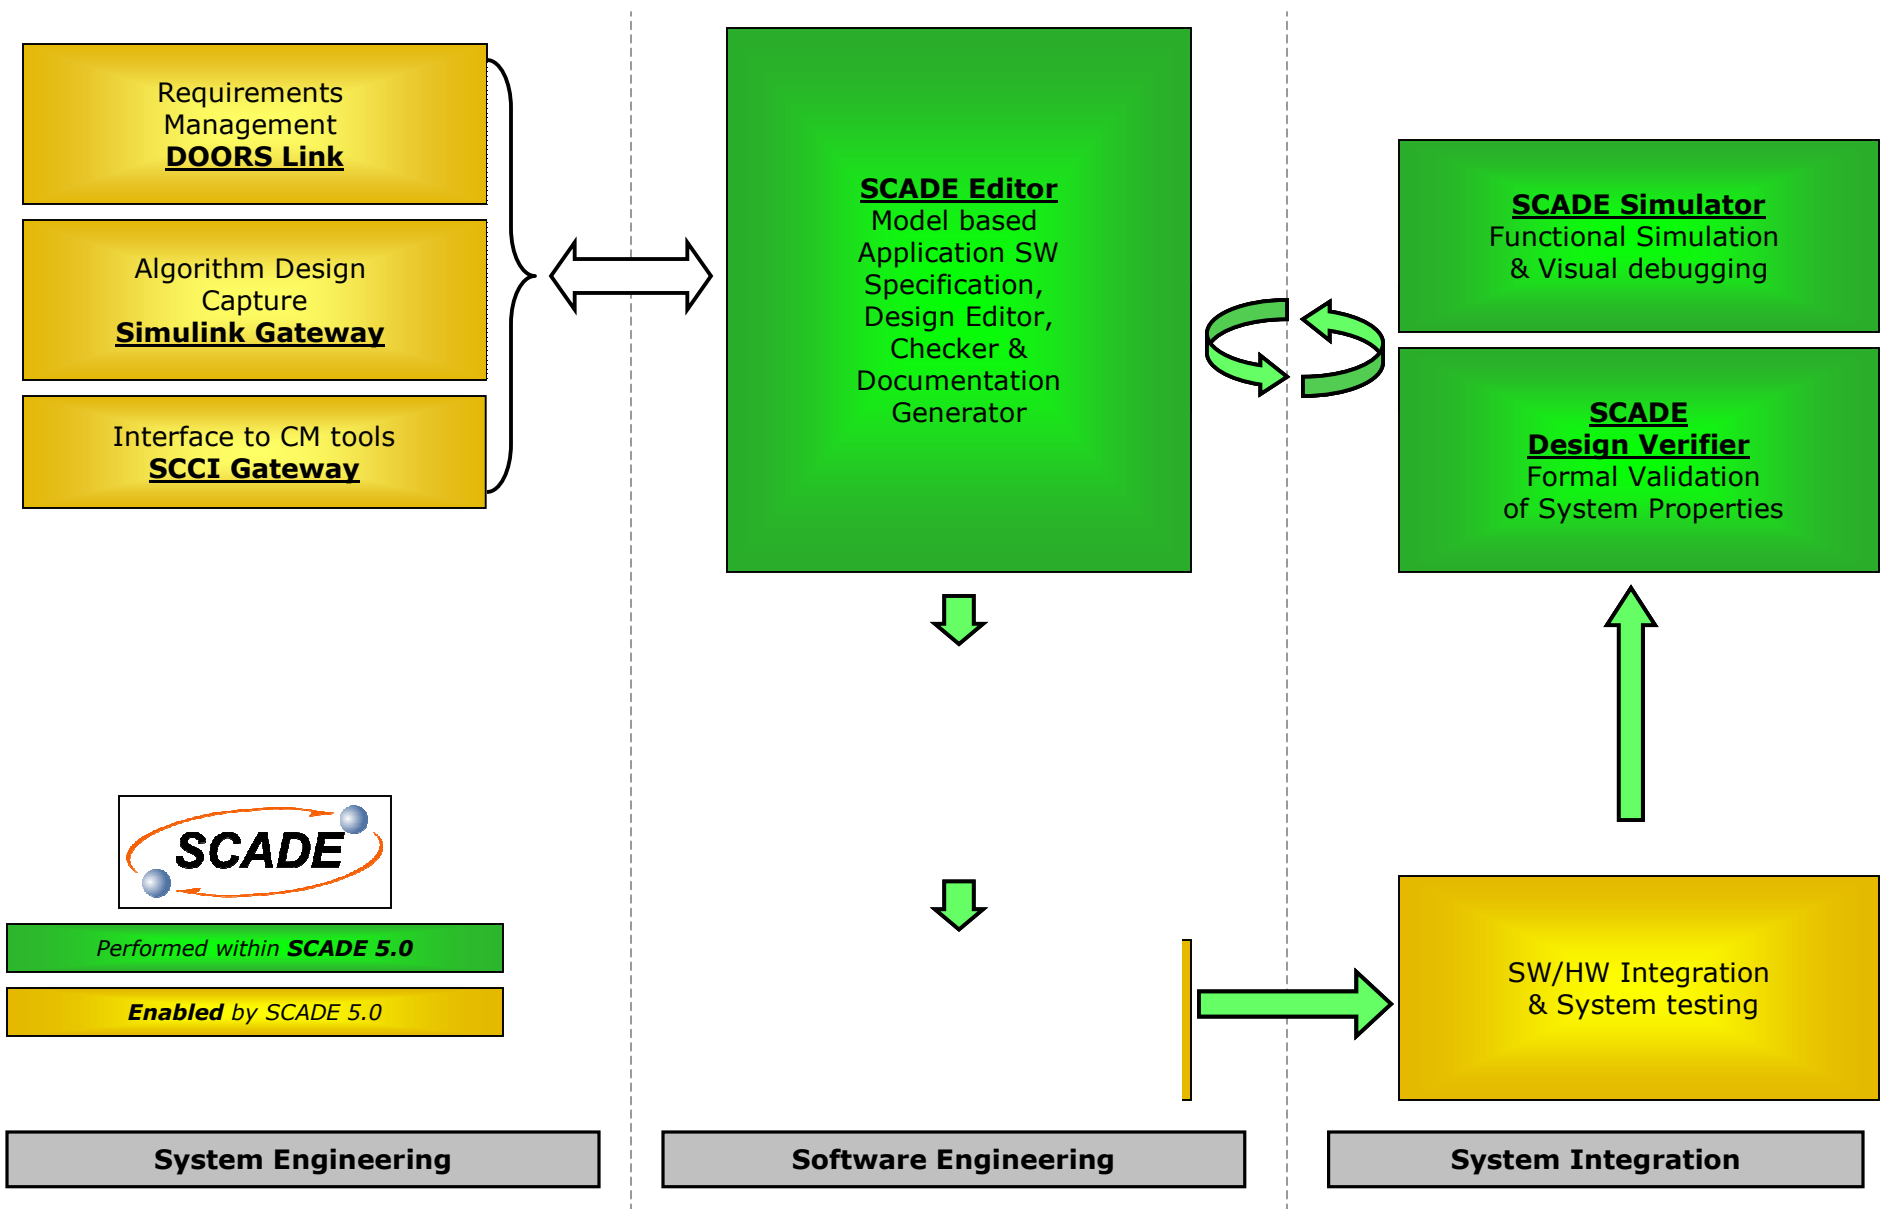 Requirements
Management
DOORS Link
Algorithm Design
Capture
Simulink Gateway
Interface to CM tools
SCCI Gateway
SCADE Editor
Model based
Application SW
Specification,
Design Editor,
Checker &
Documentation
Generator
SCADE Simulator
Functional Simulation
& Visual debugging
SCADE
Design Verifier
Formal Validation
of System Properties
SCADE
Performed within SCADE 5.0
Enabled by SCADE 5.0
SW/HW Integration
& System testing
System Engineering
Software Engineering
System Integration